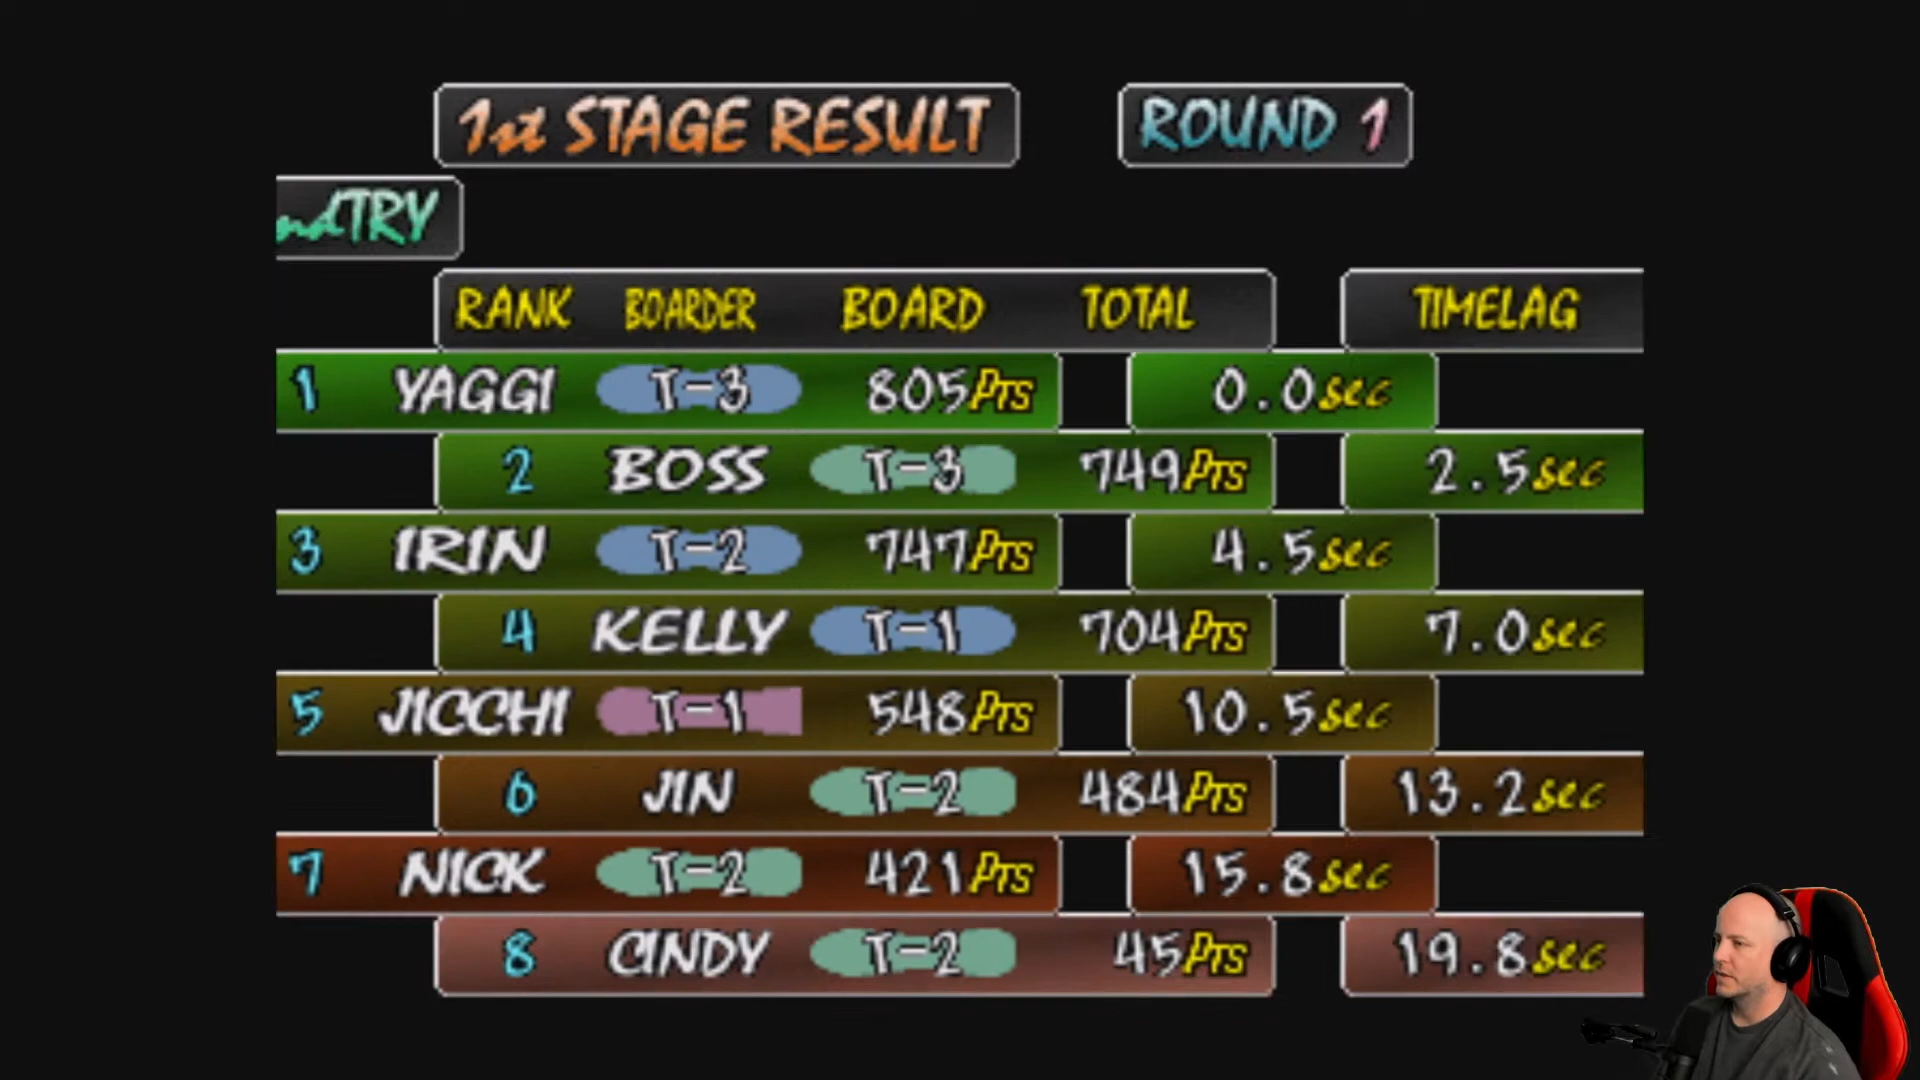 1st STAGE RESULT ROUND 1
ndTRY
RANK BOARDER BOARD TOTAL TIMELAG
1 YAGGI T-3 805Pts 0.0sec
2 BOSS T-3 749Pts 2.5sec
3 IRIN T-2 747Pts 4.5sec
4 KELLY T-1 704Pts 7.0sec
5 JICCHI T-1 548Pts 10.5sec
6 JIN T-2 484Pts 13.2sec
7 NICK T-2 421Pts 15.8sec
8 CINDY T-2 45Pts 19.8sec